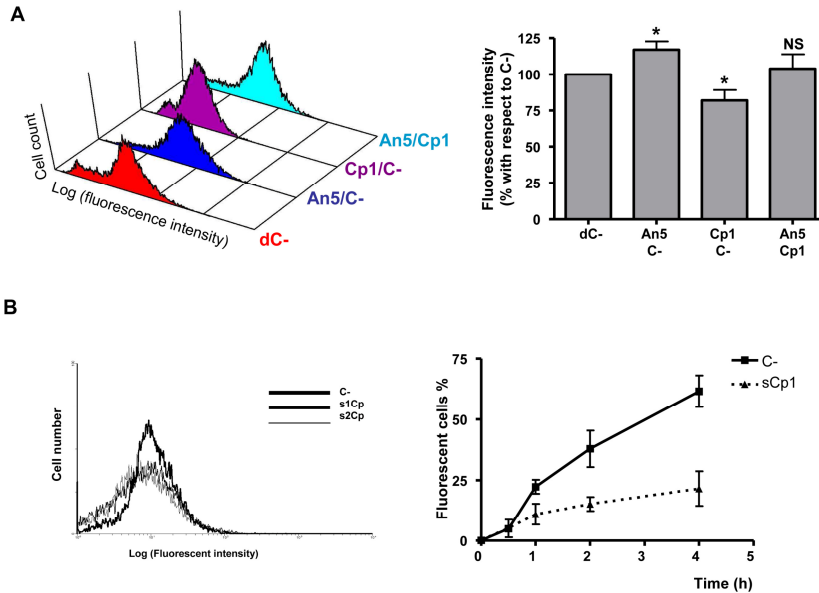 A
Cell count
Log (fluorescence intensity)
dC-
An5/C-
Cp1/C-
An5/Cp1
Fluorescence intensity
(% with respect to C-)
125
100
75
50
25
0
*
*
NS
dC-
An5
C-
Cp1
C-
An5
Cp1
B
Cell number
C-
s1Cp
s2Cp
Log (Fluorescent intensity)
Fluorescent cells %
75
50
25
0
0 1 2 3 4 5
Time (h)
C-
sCp1